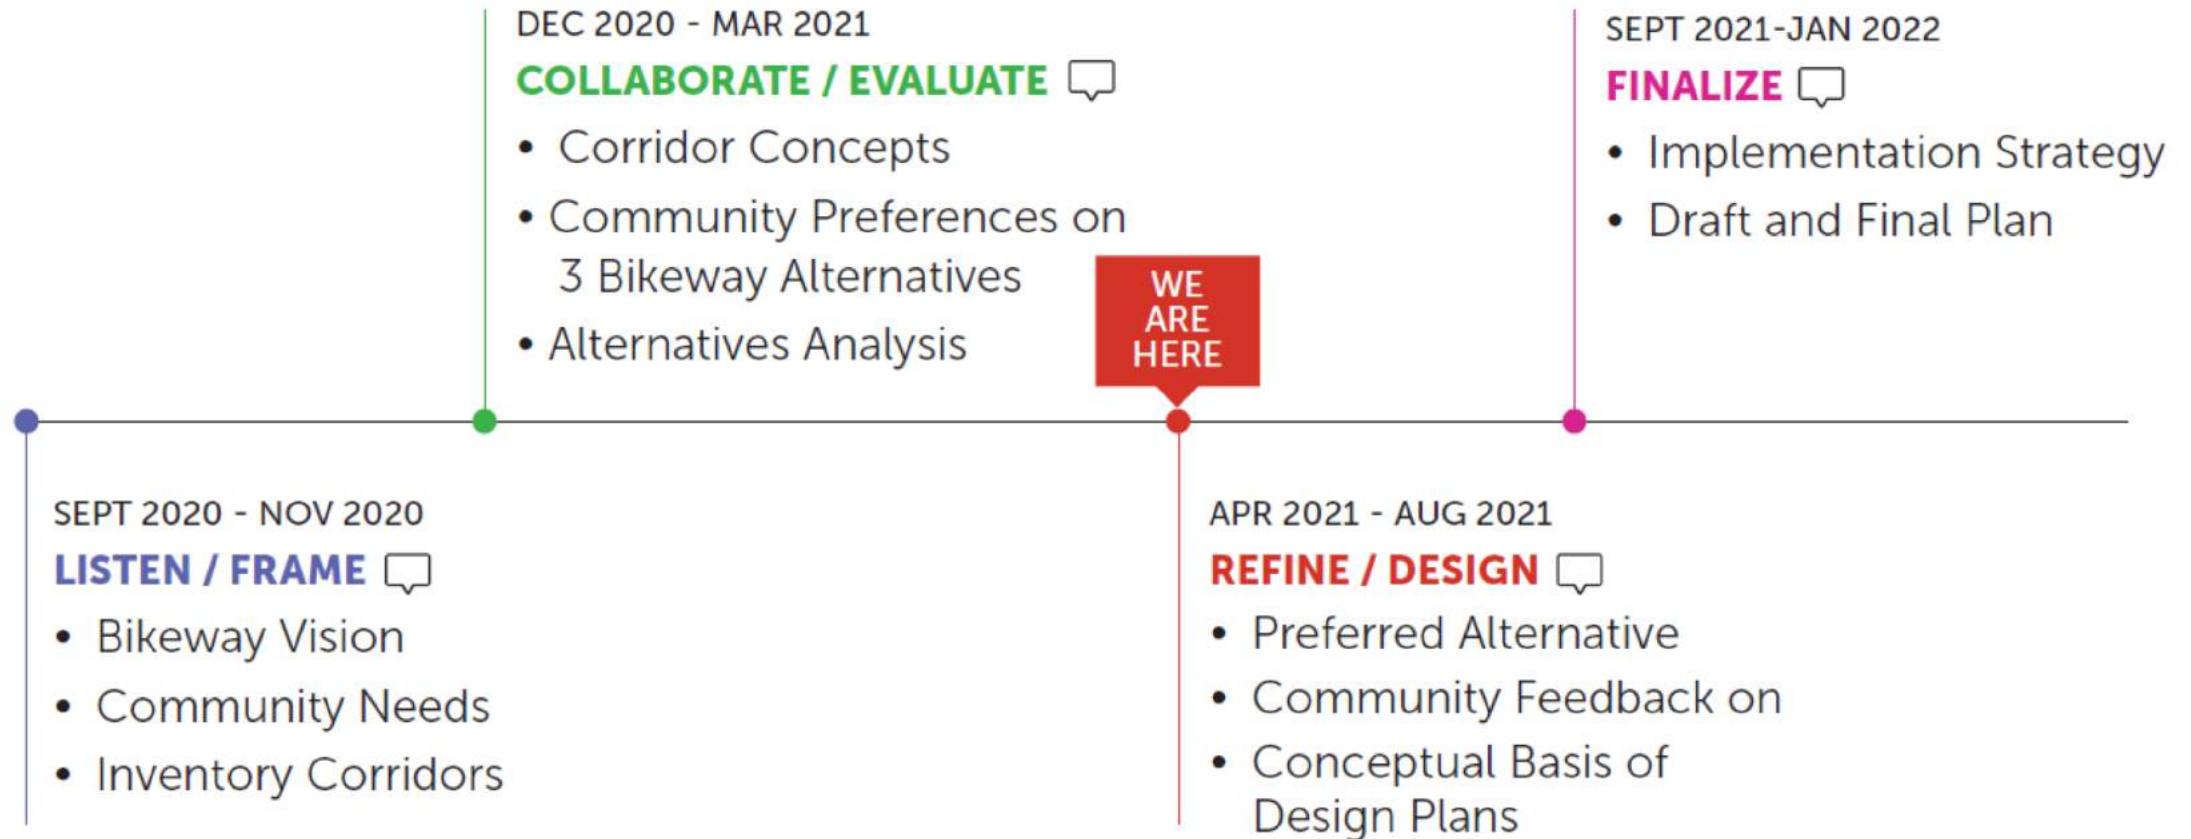 DEC 2020 - MAR 2021
COLLABORATE / EVALUATE
• Corridor Concepts
• Community Preferences on
3 Bikeway Alternatives
• Alternatives Analysis
WE
ARE
HERE
SEPT 2021-JAN 2022
FINALIZE
• Implementation Strategy
• Draft and Final Plan
SEPT 2020 - NOV 2020
LISTEN / FRAME
• Bikeway Vision
• Community Needs
• Inventory Corridors
APR 2021 - AUG 2021
REFINE / DESIGN
• Preferred Alternative
• Community Feedback on
• Conceptual Basis of
Design Plans